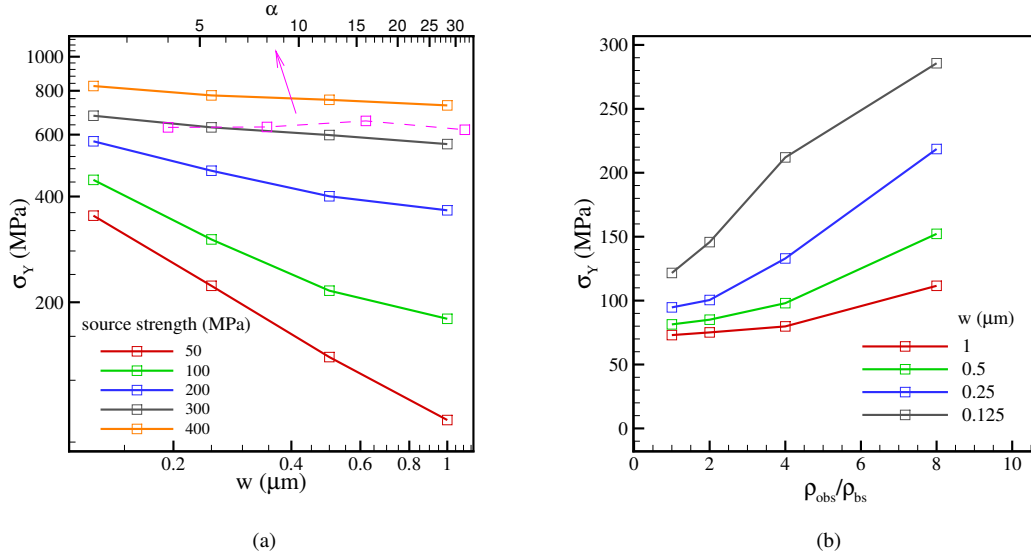 α
5 10 15 20 25 30
1000
800
600
400
200
σY (MPa)
source strength (MPa)
50
100
200
300
400
0.2 0.4 0.6 0.8 1
w (μm)
(a)
300
250
200
150
100
50
0
σY (MPa)
w (μm)
1
0.5
0.25
0.125
0 2 4 6 8 10
ρobs/ρbs
(b)